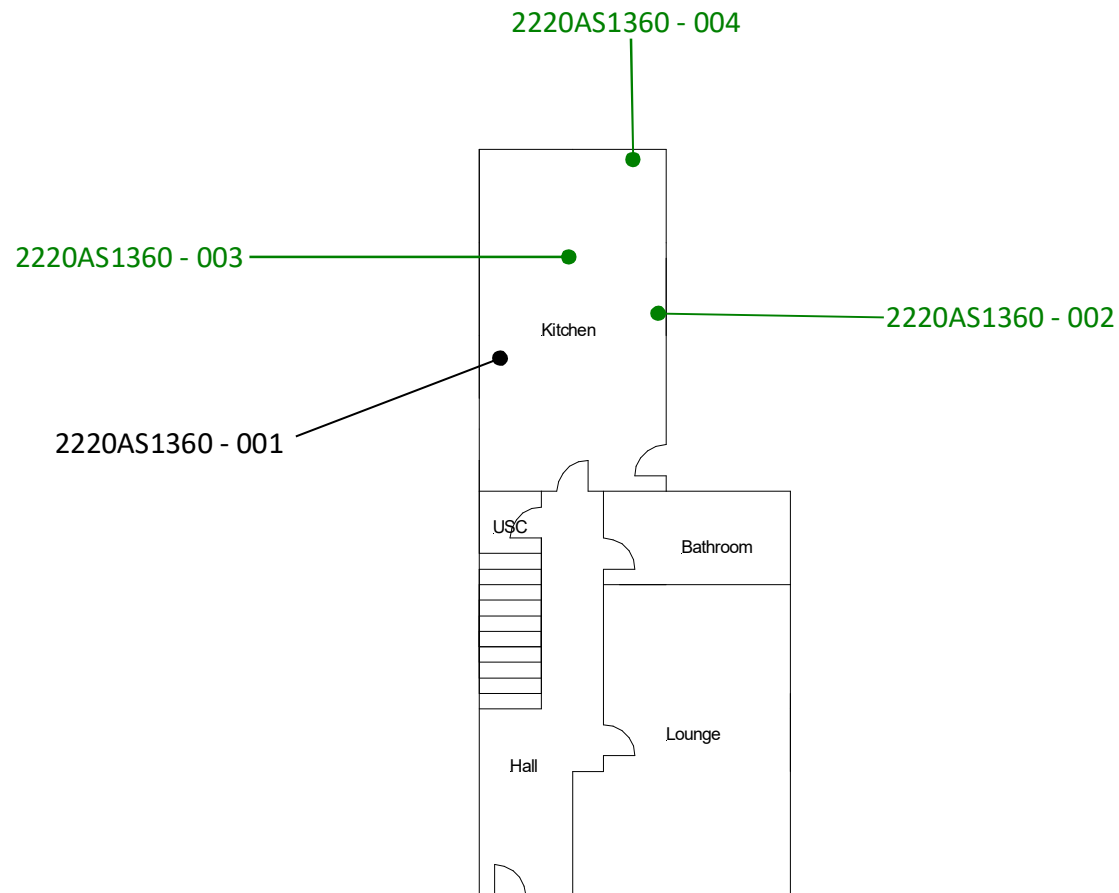 2220AS1360 - 004
2220AS1360 - 003
2220AS1360 - 002
Kitchen
2220AS1360 - 001
USC
Bathroom
Lounge
Hall